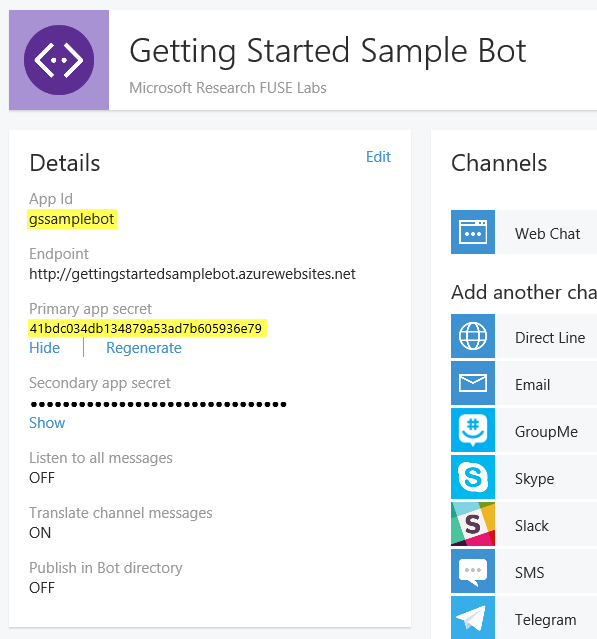 Getting Started Sample Bot
Microsoft Research FUSE Labs
Details
Edit
App Id
gssamplebot
Endpoint
http://gettingstartedsamplebot.azurewebsites.net
Primary app secret
41bdc034db134879a53ad7b605936e79
Hide
Regenerate
Secondary app secret
••••••••••••••••••••••••••••••••
Show
Listen to all messages
OFF
Translate channel messages
ON
Publish in Bot directory
OFF
Channels
Web Chat
Add another cha
Direct Line
Email
GroupMe
Skype
Slack
SMS
Telegram